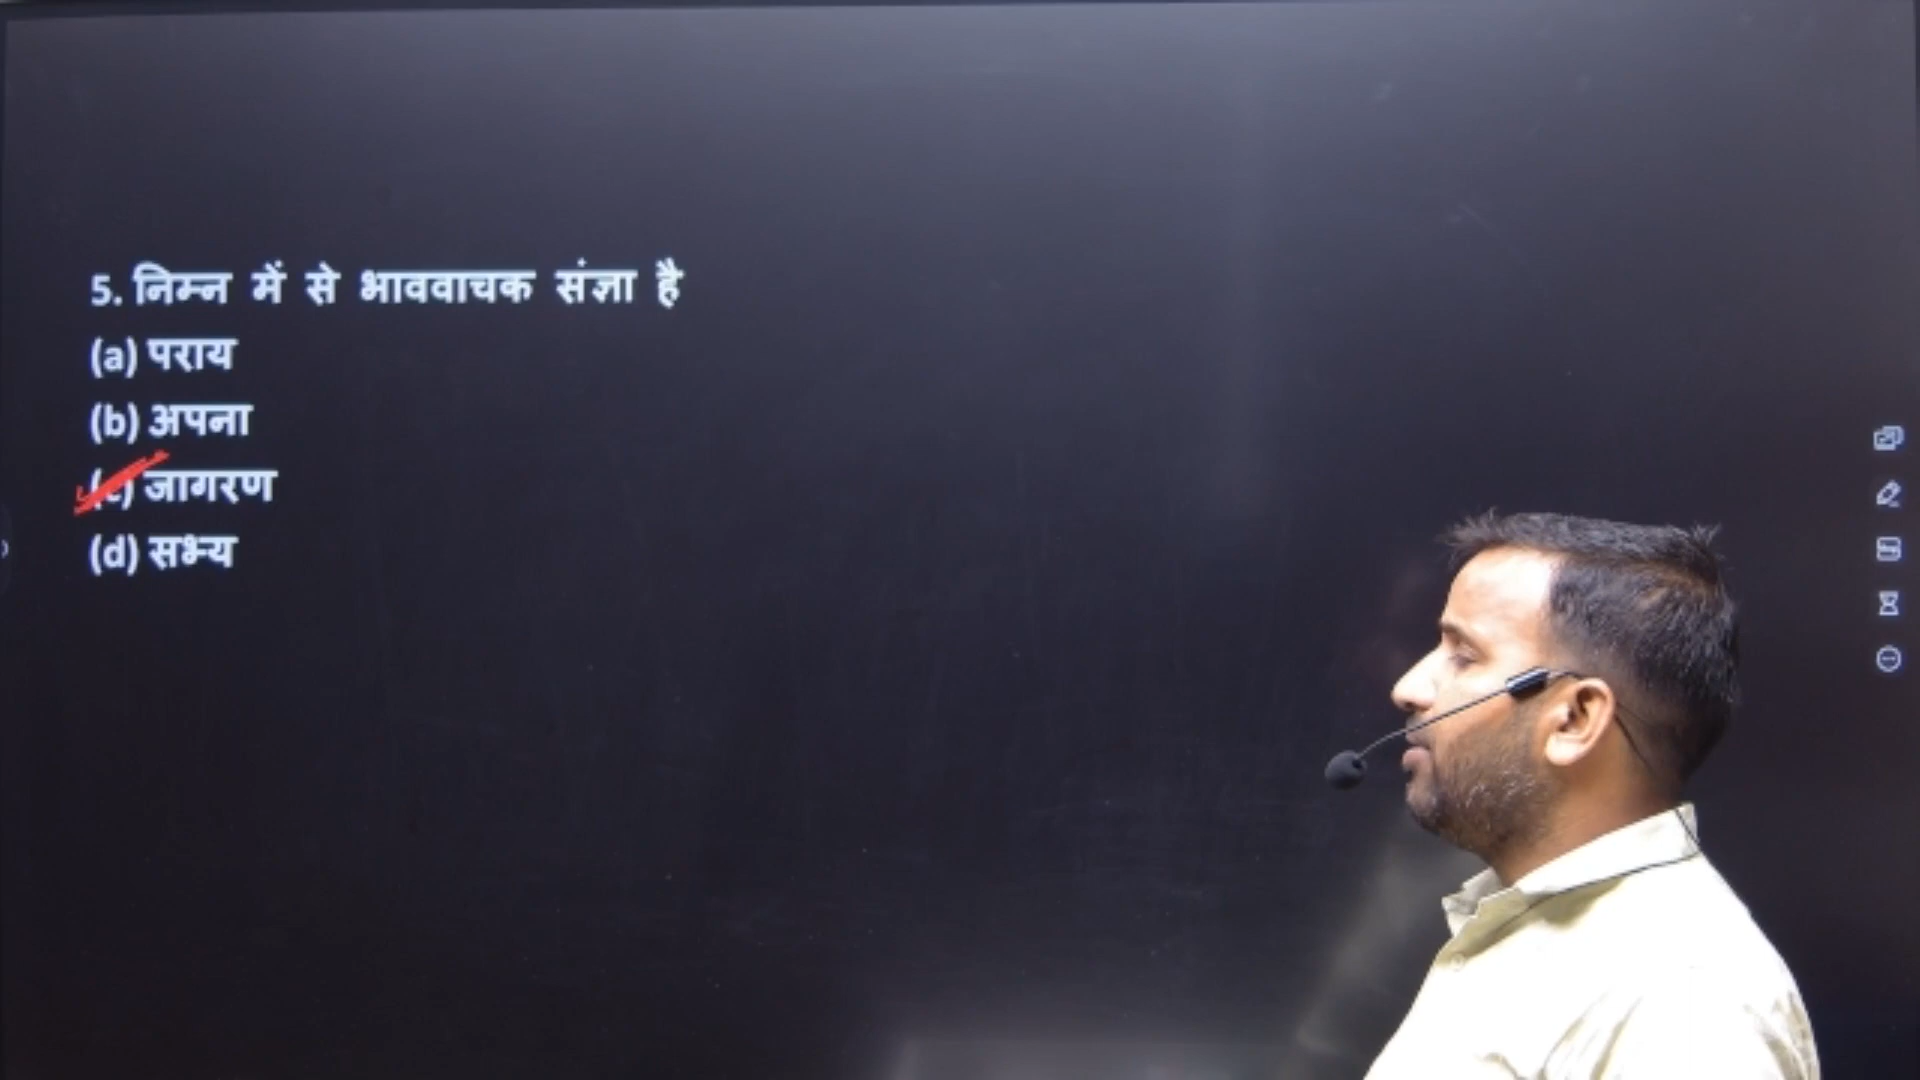 5. निम्न में से भाववाचक संज्ञा है
(a) पराय
(b) अपना
(c) जागरण
(d) सभ्य